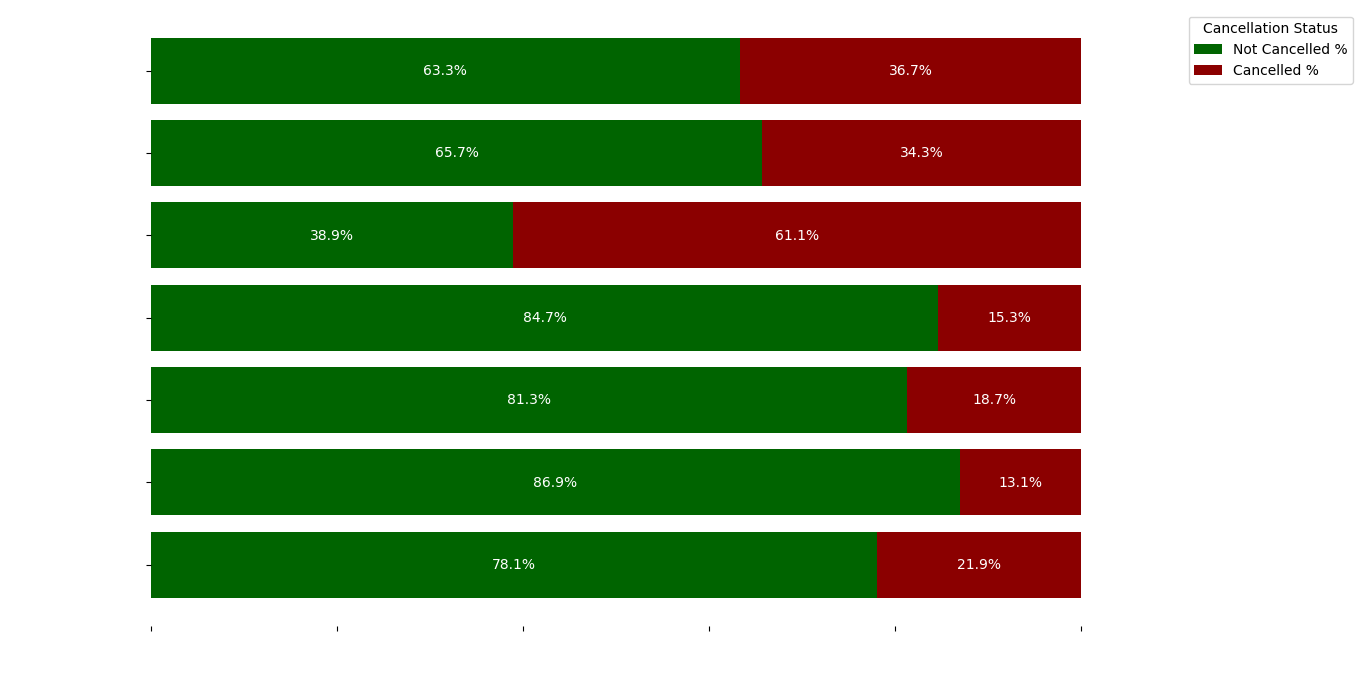 Cancellation Status
Not Cancelled %
Cancelled %
63.3% 36.7%
65.7% 34.3%
38.9% 61.1%
84.7% 15.3%
81.3% 18.7%
86.9% 13.1%
78.1% 21.9%